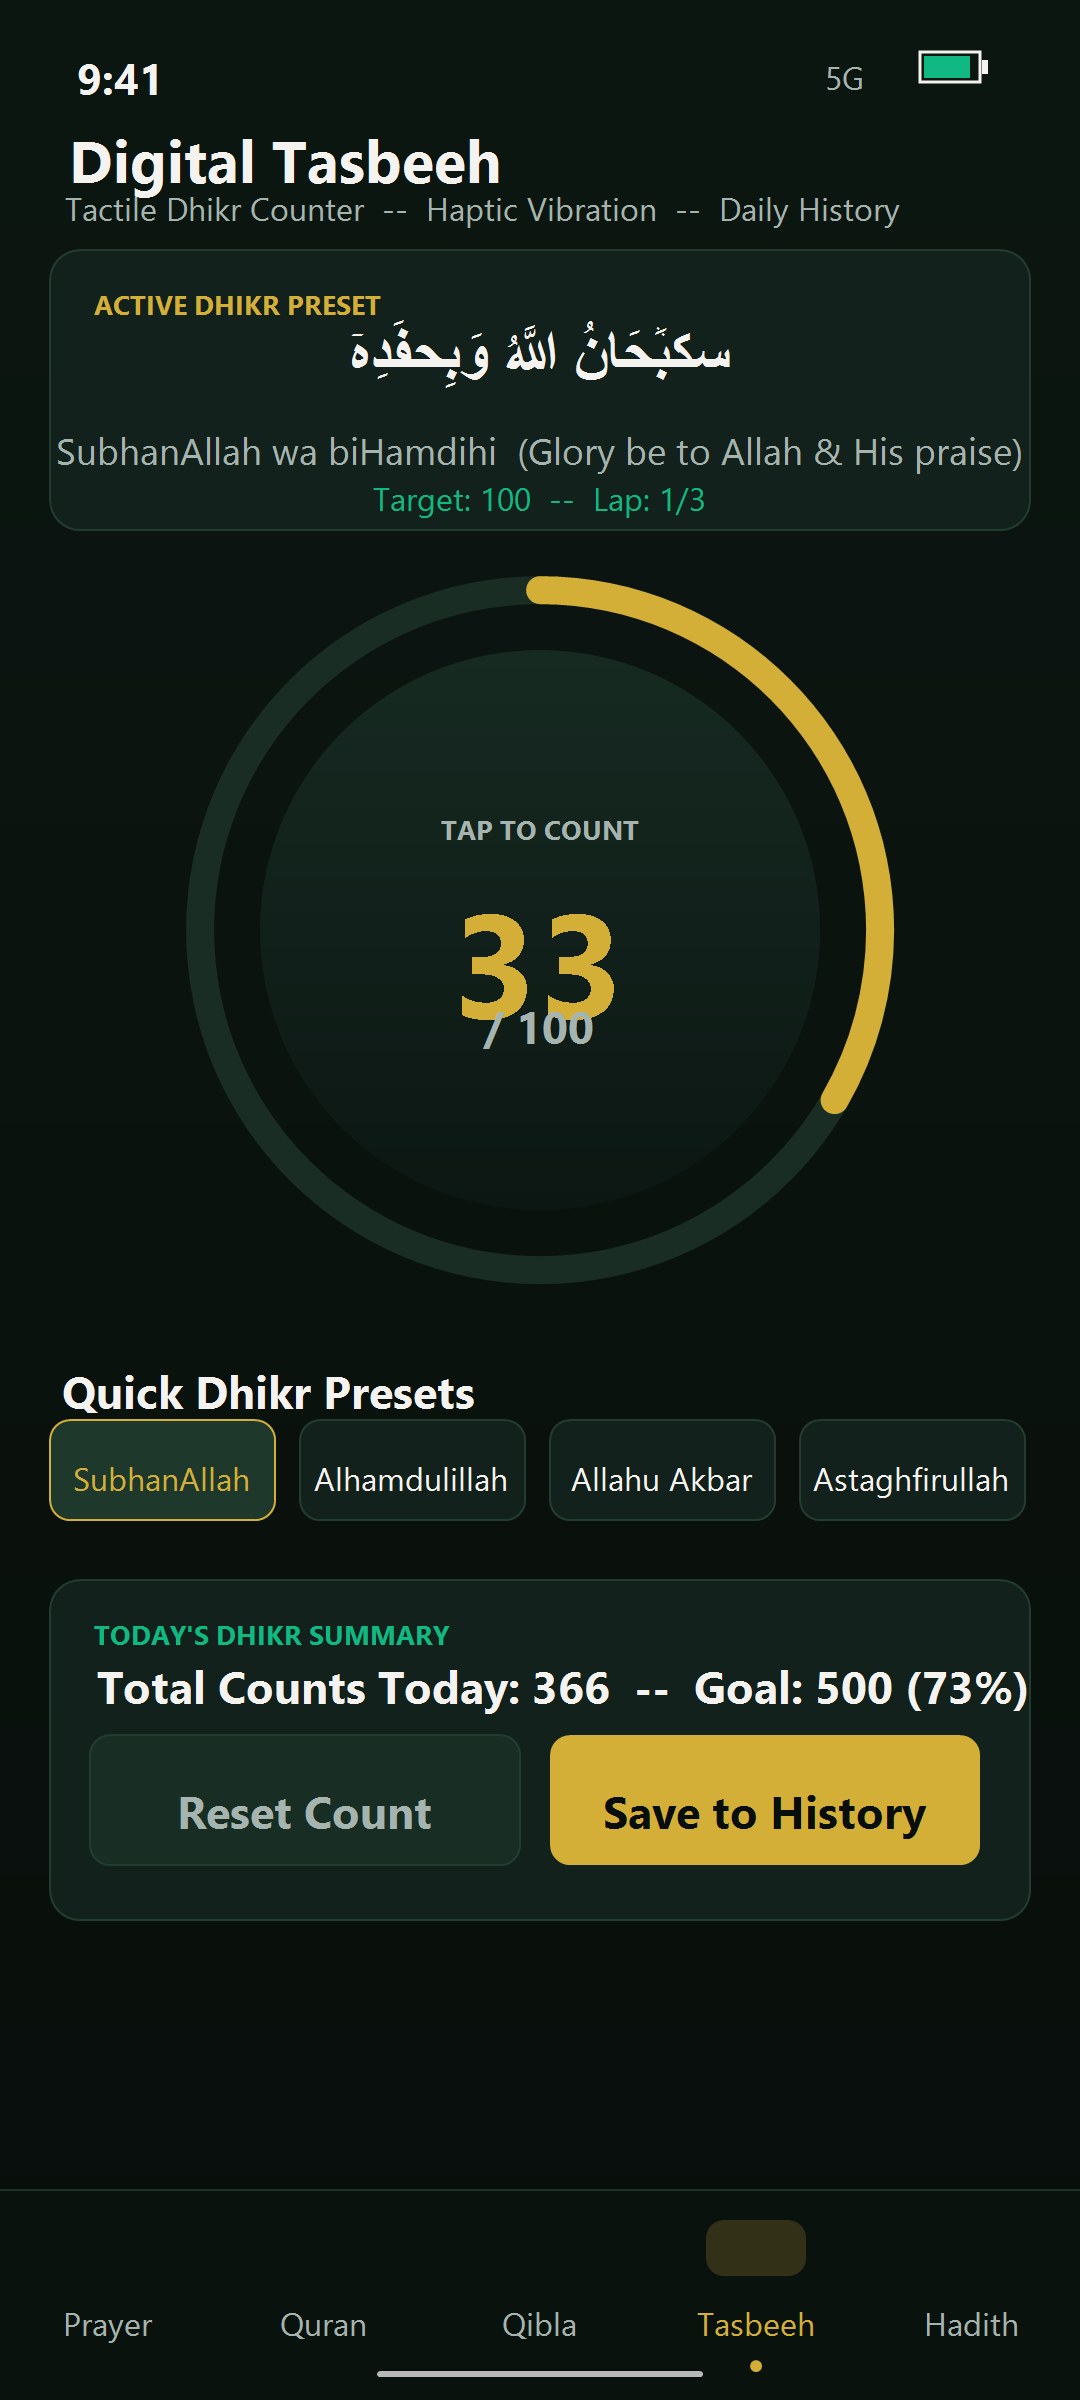 9:41 5G
Digital Tasbeeh
Tactile Dhikr Counter -- Haptic Vibration -- Daily History
ACTIVE DHIKR PRESET
سكبَّحَانُ اللَّهُ وَبِحفَدِهَ
SubhanAllah wa biHamdihi (Glory be to Allah & His praise)
Target: 100 -- Lap: 1/3
TAP TO COUNT
33
/ 100
Quick Dhikr Presets
SubhanAllah Alhamdulillah Allahu Akbar Astaghfirullah
TODAY'S DHIKR SUMMARY
Total Counts Today: 366 -- Goal: 500 (73%)
Reset Count Save to History
Prayer Quran Qibla Tasbeeh Hadith